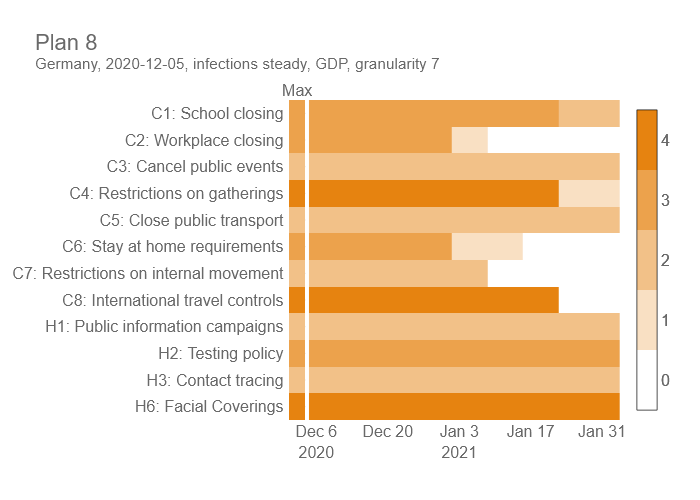 Plan 8
Germany, 2020-12-05, infections steady, GDP, granularity 7
Max
C1: School closing
C2: Workplace closing
C3: Cancel public events
C4: Restrictions on gatherings
C5: Close public transport
C6: Stay at home requirements
C7: Restrictions on internal movement
C8: International travel controls
H1: Public information campaigns
H2: Testing policy
H3: Contact tracing
H6: Facial Coverings
4
3
2
1
0
Dec 6 Dec 20 Jan 3 Jan 17 Jan 31
2020 2021